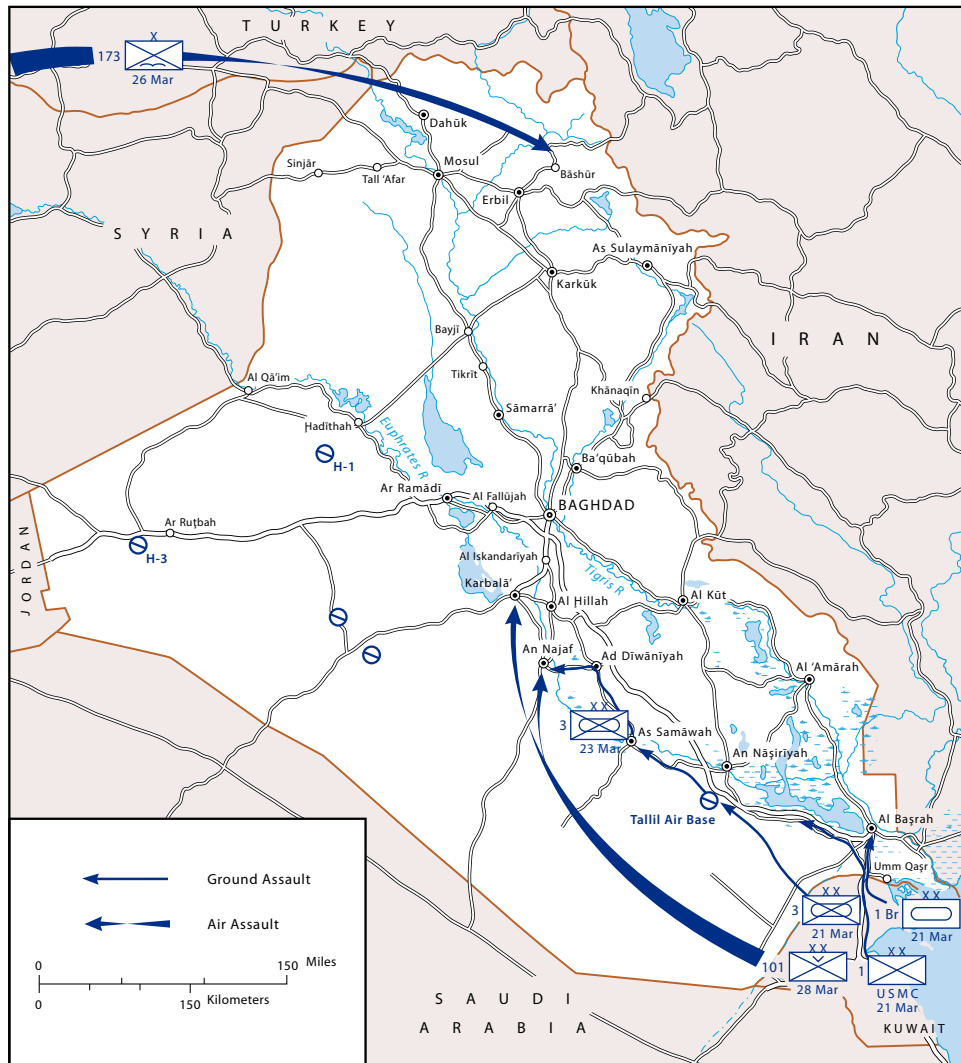 TURKEY
X
173
26 Mar
Dahūk
Mosul
Sinjār
Tall ‘Afar
Bāshūr
Erbil
SYRIA
As Sulaymānīyah
Karkūk
IRAN
Bayjī
Tikrīt
Al Qā’im
Khānaqīn
Sāmarrā’
Ḥadīthah
Euphrates R
H-1
Ba‘qūbah
Ar Ramādī
Al Fallūjah
BAGHDAD
Ar Ruṭbah
H-3
JORDAN
Al Iskandarīyah
Tigris R
Karbalā’
Al Ḥillah
Al Kūt
An Najaf
Ad Dīwānīyah
Al ‘Amārah
X X
3
23 Mar
As Samāwah
An Nāşirīyah
Tallil Air Base
Al Başrah
Umm Qaşr
X X
3
21 Mar
X X
1 Br
21 Mar
X X
101
28 Mar
X X
1
USMC
21 Mar
KUWAIT
SAUDI
ARABIA
Ground Assault
Air Assault
0 150 Miles
0 150 Kilometers